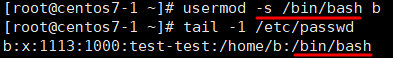 [root@centos7-1 ~]# usermod -s /bin/bash b
[root@centos7-1 ~]# tail -1 /etc/passwd
b:x:1113:1000:test-test:/home/b:/bin/bash